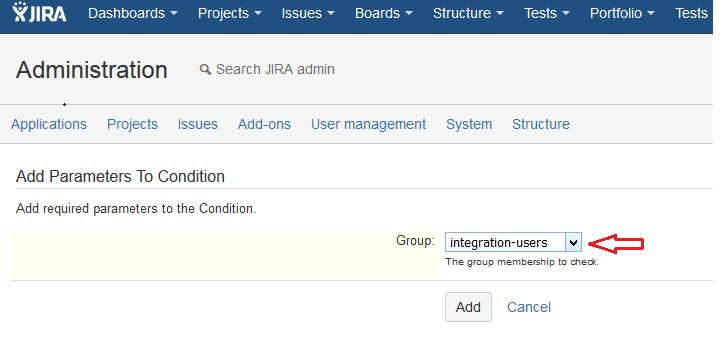 JIRA Dashboards Projects Issues Boards Structure Tests Portfolio Tests
Administration Search JIRA admin
Applications Projects Issues Add-ons User management System Structure
Add Parameters To Condition
Add required parameters to the Condition.
Group: integration-users
The group membership to check.
Add Cancel